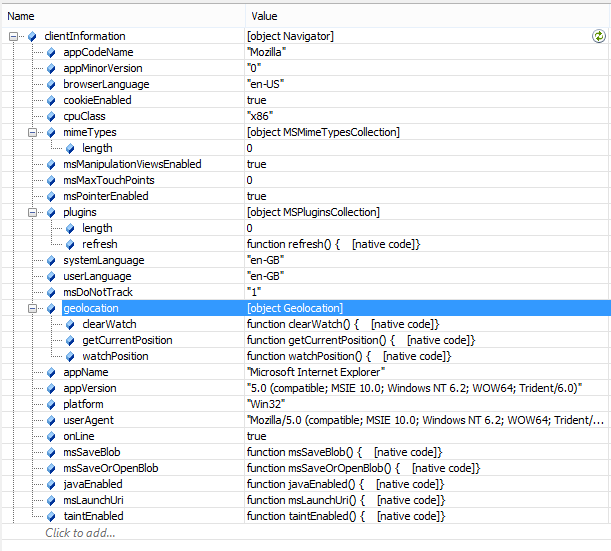 Name Value
clientInformation [object Navigator]
appCodeName "Mozilla"
appMinorVersion "0"
browserLanguage "en-US"
cookieEnabled true
cpuClass "x86"
mimeTypes [object MSMimeTypesCollection]
length 0
msManipulationViewsEnabled true
msMaxTouchPoints 0
msPointerEnabled true
plugins [object MSPluginsCollection]
length 0
refresh function refresh() { [native code]}
systemLanguage "en-GB"
userLanguage "en-GB"
msDoNotTrack "1"
geolocation [object Geolocation]
clearWatch function clearWatch() { [native code]}
getCurrentPosition function getCurrentPosition() { [native code]}
watchPosition function watchPosition() { [native code]}
appName "Microsoft Internet Explorer"
appVersion "5.0 (compatible; MSIE 10.0; Windows NT 6.2; WOW64; Trident/6.0)"
platform "Win32"
userAgent "Mozilla/5.0 (compatible; MSIE 10.0; Windows NT 6.2; WOW64; Trident/...
onLine true
msSaveBlob function msSaveBlob() { [native code]}
msSaveOrOpenBlob function msSaveOrOpenBlob() { [native code]}
javaEnabled function javaEnabled() { [native code]}
msLaunchUri function msLaunchUri() { [native code]}
taintEnabled function taintEnabled() { [native code]}
Click to add...